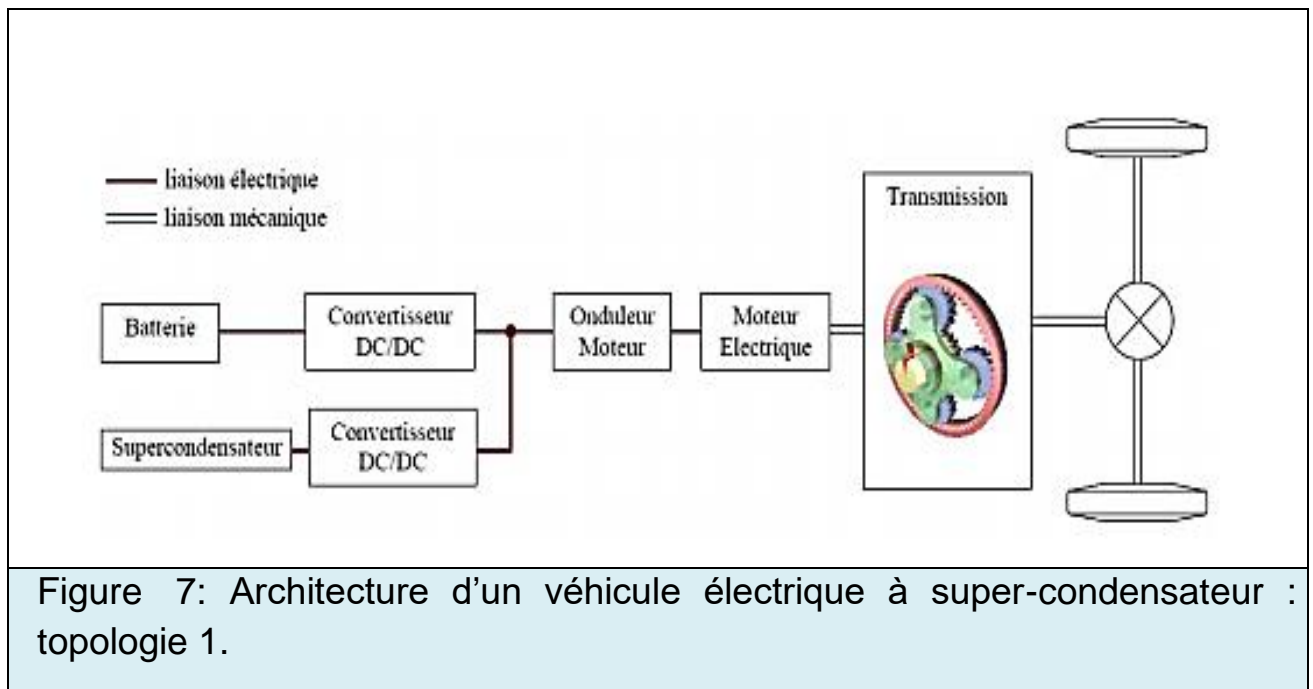 liaison électrique
liaison mécanique
Transmission
Batterie
Convertisseur
DC/DC
Onduleur
Moteur
Moteur
Electrique
Supercondensateur
Convertisseur
DC/DC
Figure 7: Architecture d’un véhicule électrique à super-condensateur :
topologie 1.